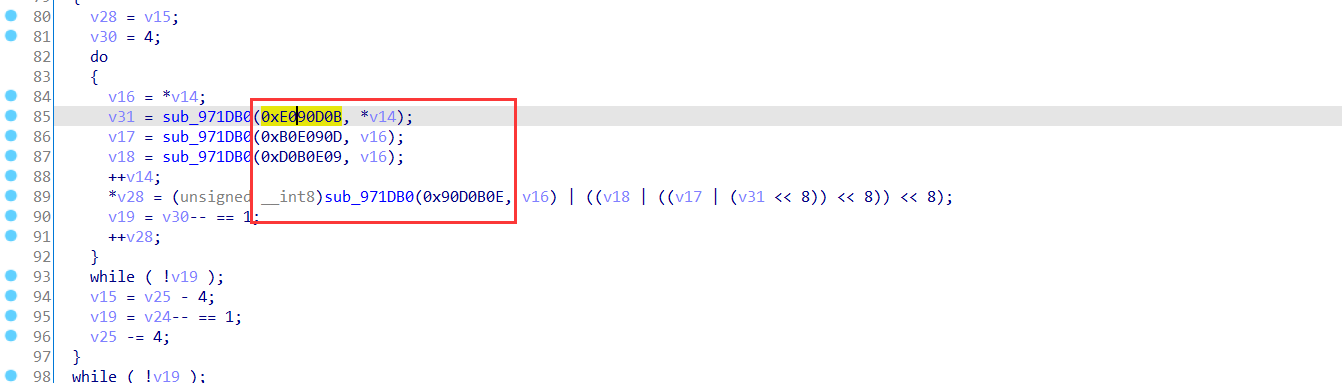 80 v28 = v15;
81 v30 = 4;
82 do
83 {
84 v16 = *v14;
85 v31 = sub_971DB0(0xE090D0B, *v14);
86 v17 = sub_971DB0(0xB0E090D, v16);
87 v18 = sub_971DB0(0xD0B0E09, v16);
88 ++v14;
89 *v28 = (unsigned __int8)sub_971DB0(0x90D0B0E, v16) | ((v18 | ((v17 | (v31 << 8)) << 8)) << 8);
90 v19 = v30-- == 1;
91 ++v28;
92 }
93 while ( !v19 );
94 v15 = v25 - 4;
95 v19 = v24-- == 1;
96 v25 -= 4;
97 }
98 while ( !v19 );